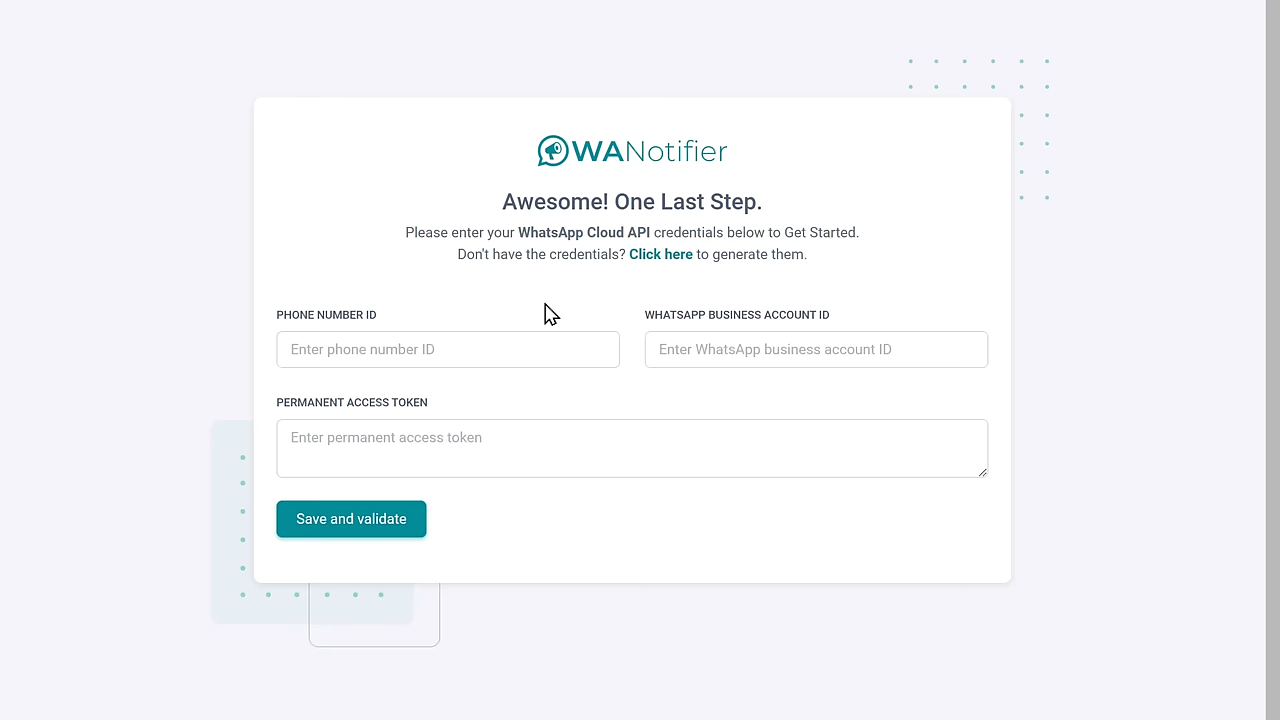 WANotifier
Awesome! One Last Step.
Please enter your WhatsApp Cloud API credentials below to Get Started.
Don't have the credentials? Click here to generate them.
PHONE NUMBER ID
WHATSAPP BUSINESS ACCOUNT ID
Enter phone number ID
Enter WhatsApp business account ID
PERMANENT ACCESS TOKEN
Enter permanent access token
Save and validate